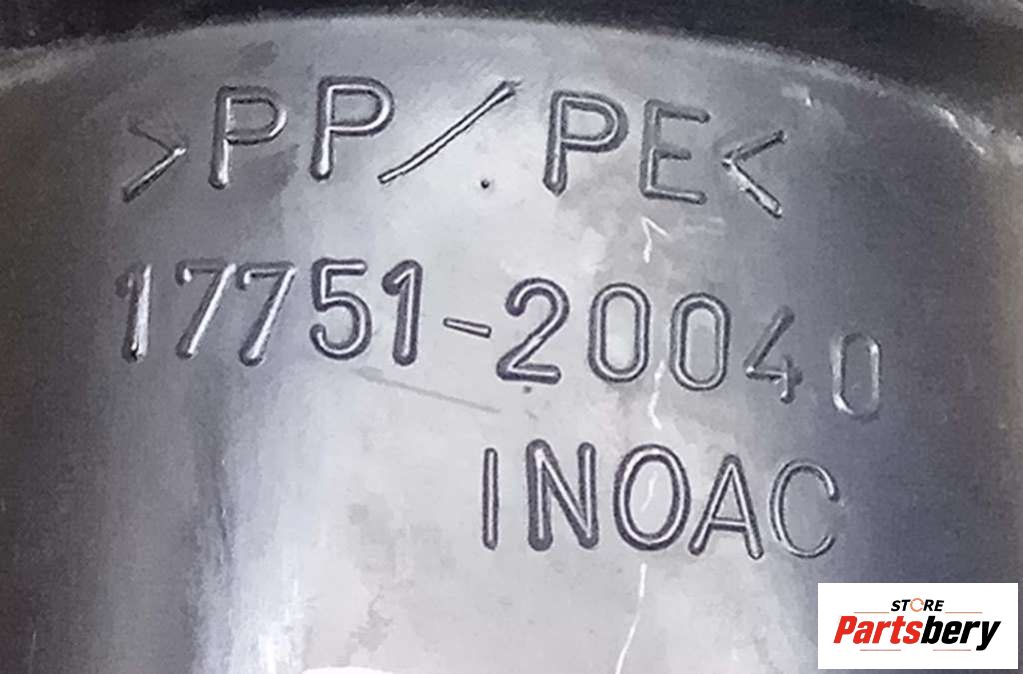 >PP/PE<
17751-20040
INOAC
STORE
Partsbery